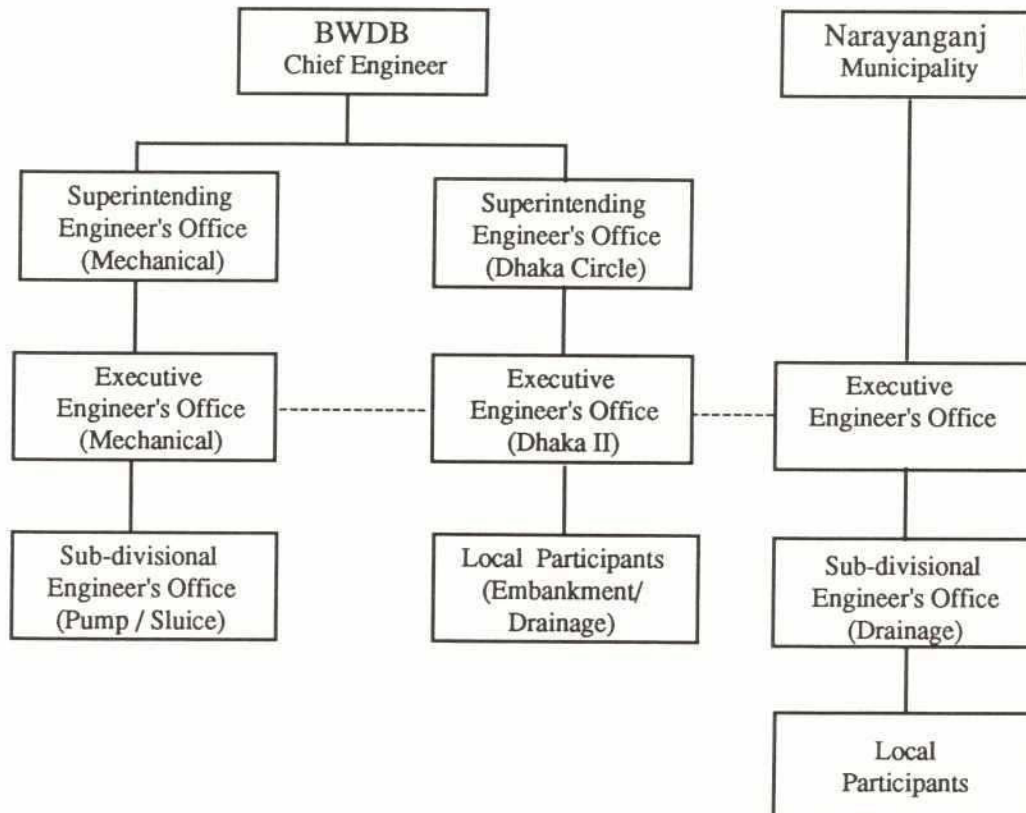 BWDB
Chief Engineer
Narayanganj
Municipality
Superintending
Engineer's Office
(Mechanical)
Superintending
Engineer's Office
(Dhaka Circle)
Executive
Engineer's Office
(Mechanical)
Executive
Engineer's Office
(Dhaka II)
Executive
Engineer's Office
Sub-divisional
Engineer's Office
(Pump / Sluice)
Local Participants
(Embankment/
Drainage)
Sub-divisional
Engineer's Office
(Drainage)
Local
Participants